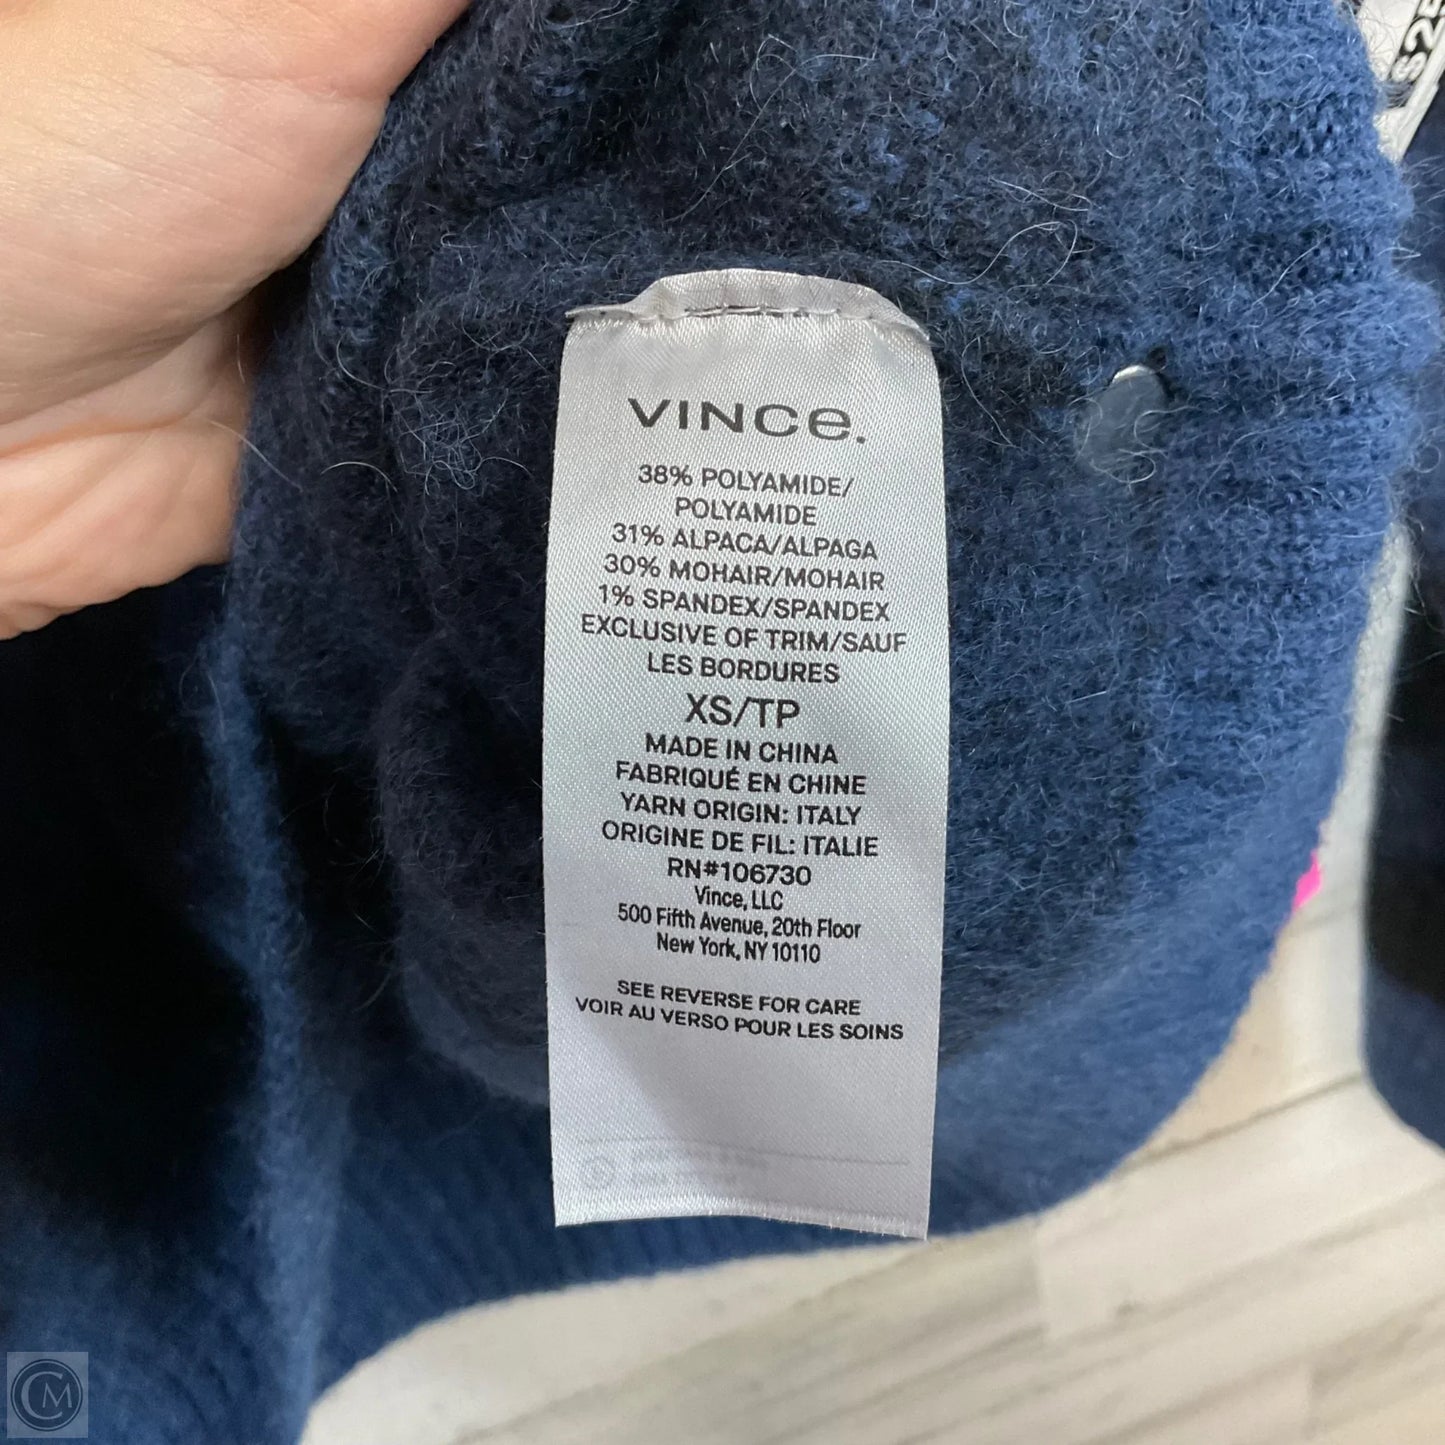 VINCE.
38% POLYAMIDE/
POLYAMIDE
31% ALPACA/ALPAGA
30% MOHAIR/MOHAIR
1% SPANDEX/SPANDEX
EXCLUSIVE OF TRIM/SAUF
LES BORDURES
XS/TP
MADE IN CHINA
FABRIQUÉ EN CHINE
YARN ORIGIN: ITALY
ORIGINE DE FIL: ITALIE
RN#106730
Vince, LLC
500 Fifth Avenue, 20th Floor
New York, NY 10110
SEE REVERSE FOR CARE
VOIR AU VERSO POUR LES SOINS
CM